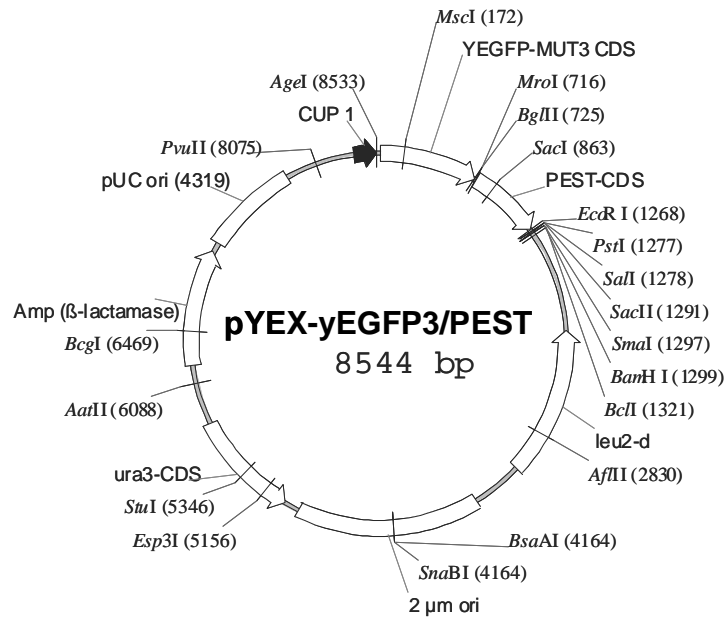 MscI (172)
YEGFP-MUT3 CDS
AgeI (8533)
MroI (716)
CUP 1
BglII (725)
PvuII (8075)
SacI (863)
pUC ori (4319)
PEST-CDS
EcoR I (1268)
PstI (1277)
SalI (1278)
SacII (1291)
SmaI (1297)
BamH I (1299)
BclI (1321)
Amp (ß-lactamase)
pYEX-yEGFP3/PEST
8544 bp
BcgI (6469)
AatII (6088)
leu2-d
AflII (2830)
ura3-CDS
StuI (5346)
Esp3I (5156)
BsaAI (4164)
SnaBI (4164)
2 µm ori